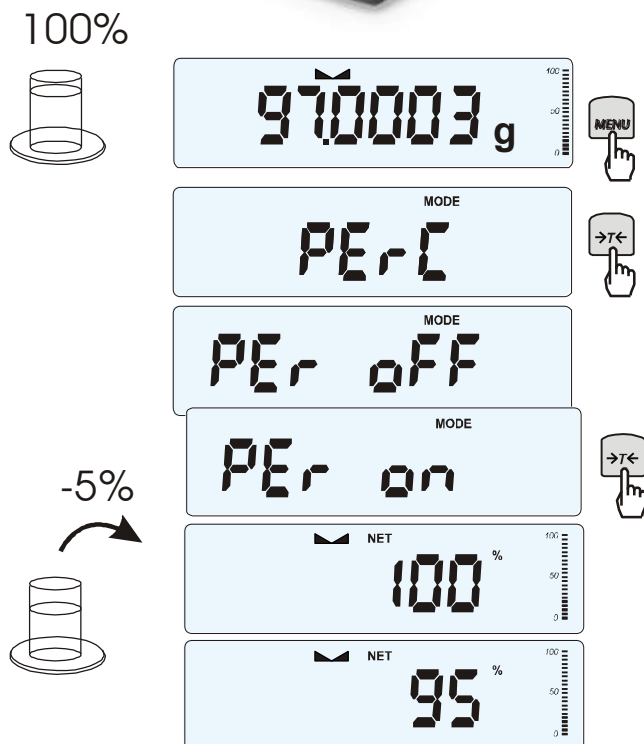 100%
100
97.0003 g
50
MENU
0
MODE
PErC
→T←
MODE
PEr oFF
MODE
PEr on
→T←
-5%
NET
100 %
100
50
0
NET
95 %
100
50
0